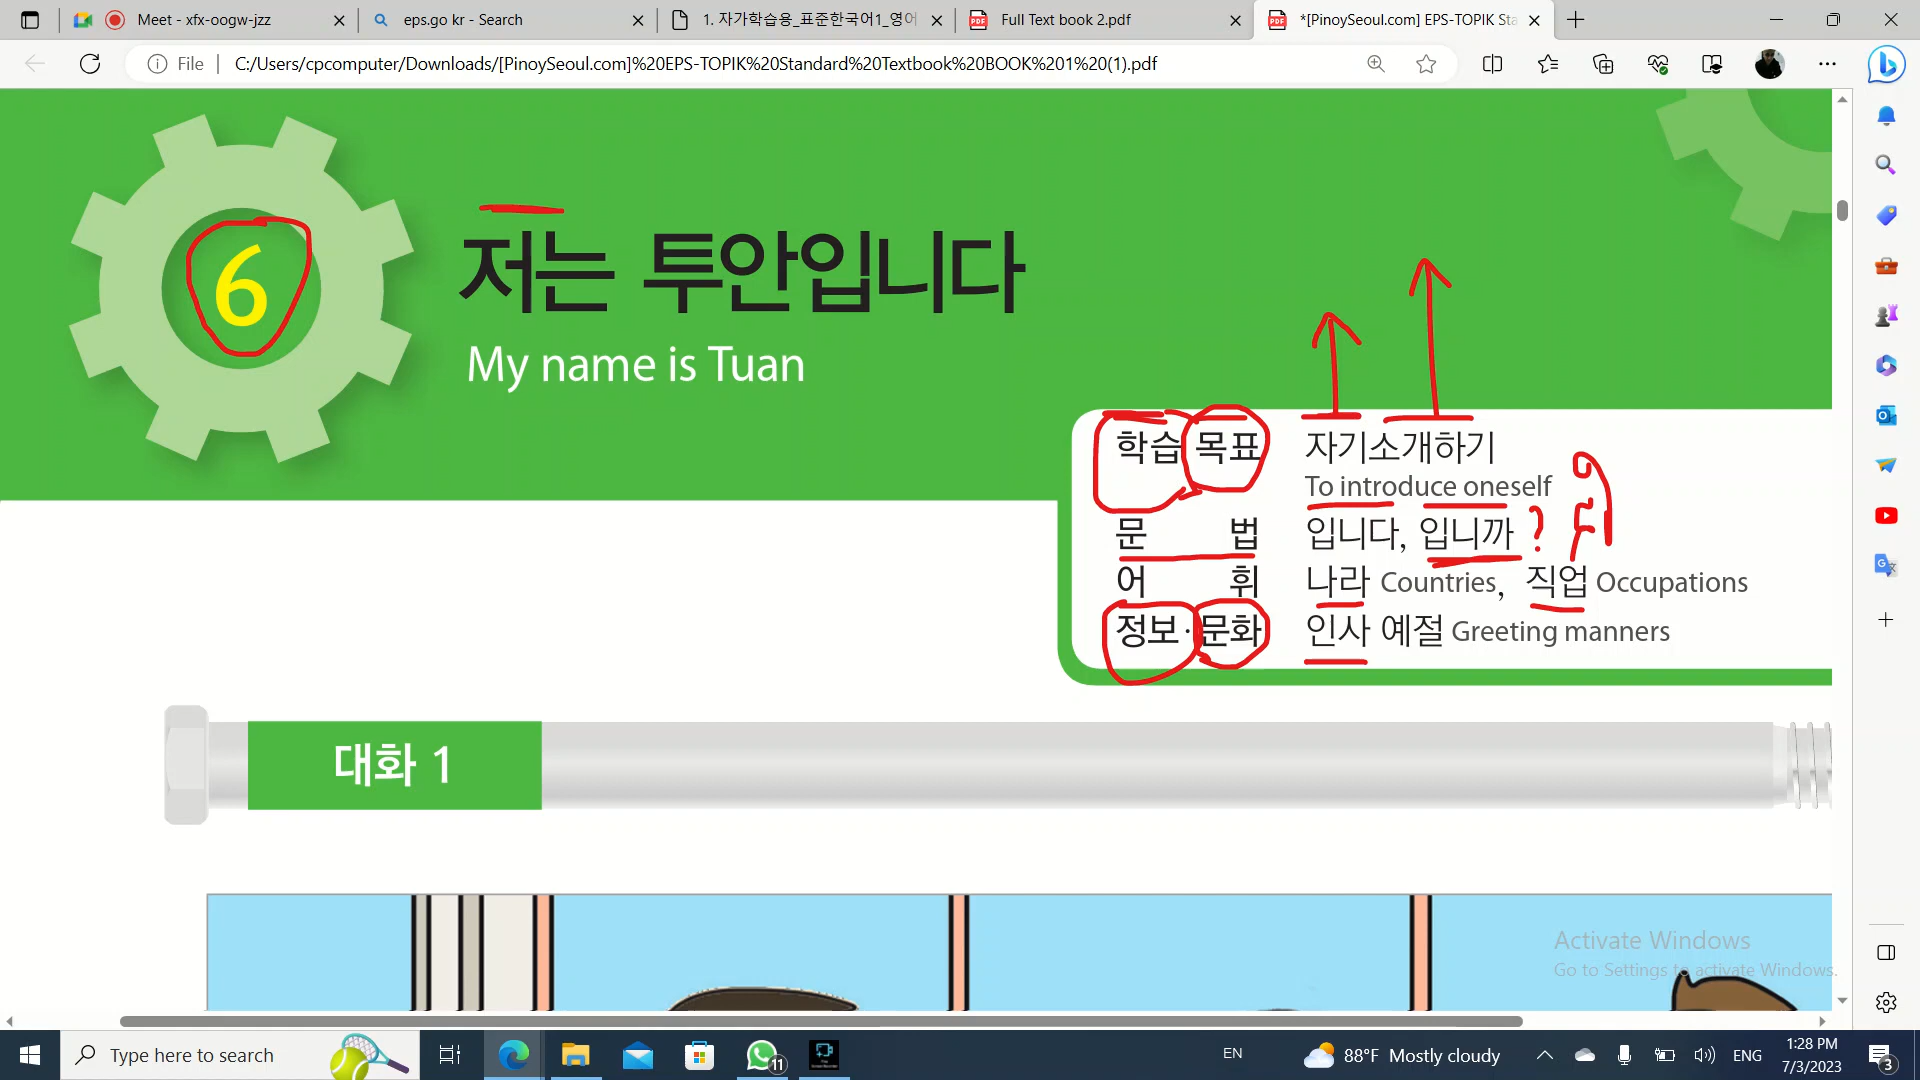 Meet - xfx-oogw-jzz
eps.go kr - Search
1. 자가학습용_표준한국어1_영어
Full Text book 2.pdf
*[PinoySeoul.com] EPS-TOPIK Sta
File
C:/Users/cpcomputer/Downloads/[PinoySeoul.com]%20EPS-TOPIK%20Standard%20Textbook%20BOOK%201%20(1).pdf
6
저는 투안입니다
My name is Tuan
학습 목표 자기소개하기
To introduce oneself
문 법 입니다, 입니까 ?
어 휘 나라 Countries, 직업 Occupations
정보·문화 인사 예절 Greeting manners
대화 1
Activate Windows
Go to Settings to activate Windows.
Type here to search
11
EN
88°F Mostly cloudy
ENG
1:28 PM
7/3/2023
3